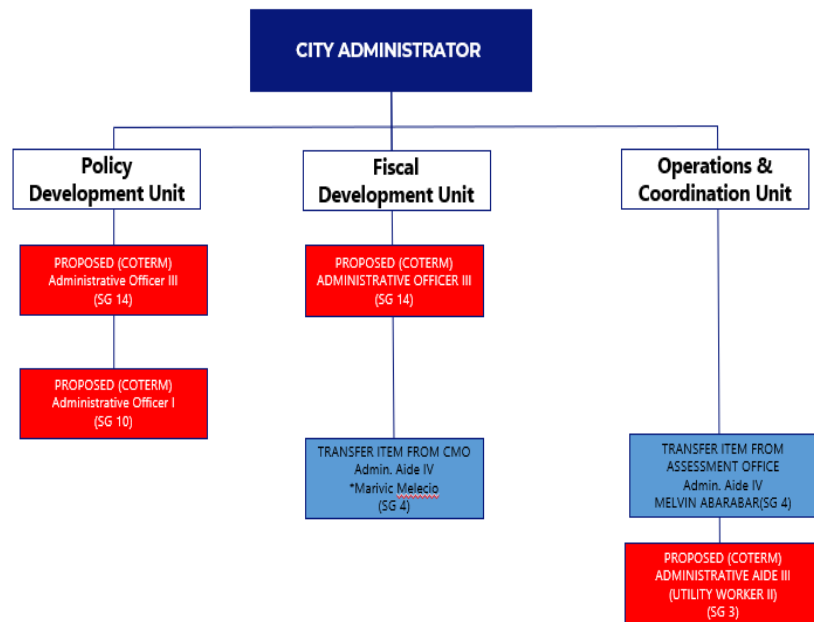 CITY ADMINISTRATOR
Policy
Development Unit
Fiscal
Development Unit
Operations &
Coordination Unit
PROPOSED (COTERM)
Administrative Officer III
(SG 14)
PROPOSED (COTERM)
ADMINISTRATIVE OFFICER III
(SG 14)
PROPOSED (COTERM)
Administrative Officer I
(SG 10)
TRANSFER ITEM FROM CMO
Admin. Aide IV
*Marivic Melecio
(SG 4)
TRANSFER ITEM FROM
ASSESSMENT OFFICE
Admin. Aide IV
MELVIN ABARABAR(SG 4)
PROPOSED (COTERM)
ADMINISTRATIVE AIDE III
(UTILITY WORKER II)
(SG 3)